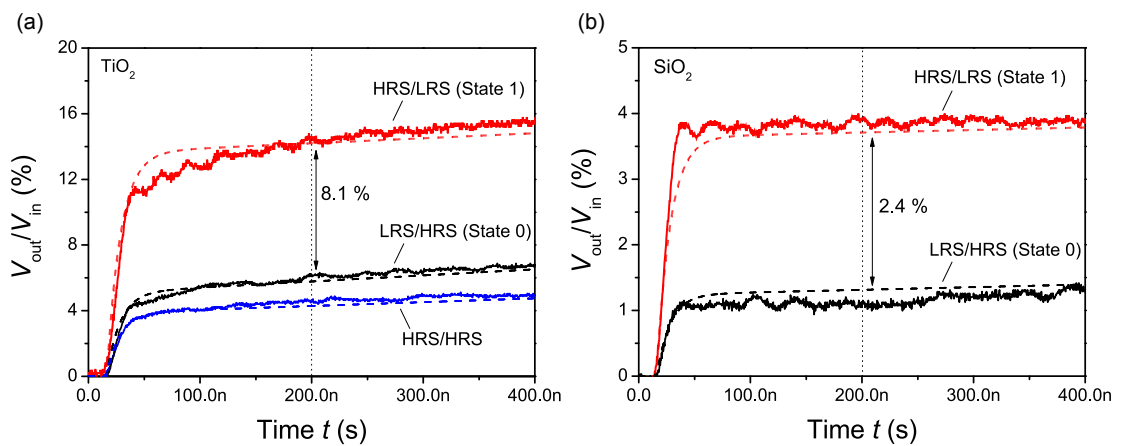 (a)
TiO2
20
16
12
8
4
0
HRS/LRS (State 1)
8.1 %
LRS/HRS (State 0)
HRS/HRS
Vout/Vin (%)
0.0
100.0n
200.0n
300.0n
400.0n
Time t (s)
(b)
SiO2
5
4
3
2
1
0
HRS/LRS (State 1)
2.4 %
LRS/HRS (State 0)
Vout/Vin (%)
0.0
100.0n
200.0n
300.0n
400.0n
Time t (s)